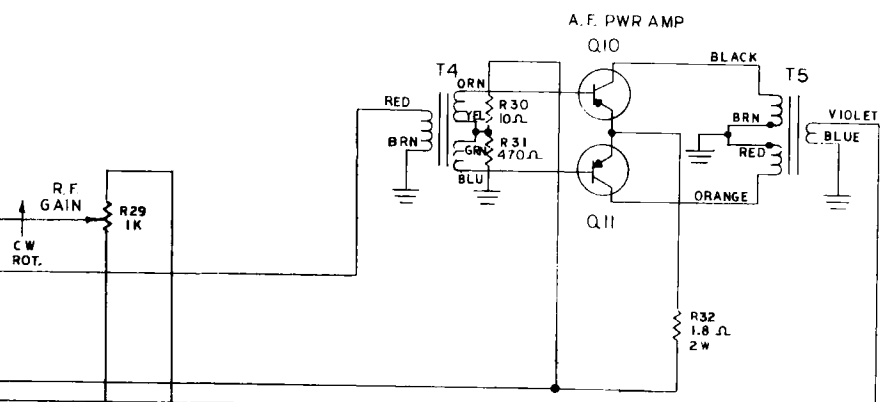 A.F. PWR AMP
Q10
BLACK
T4
ORN
T5
RED
R30
10Ω
YEL
BRN
VIOLET
BRN
R31
470Ω
GRN
RED
BLUE
BLU
R.F.
GAIN
R29
1K
ORANGE
Q11
CW
ROT.
R32
1.8 Ω
2W